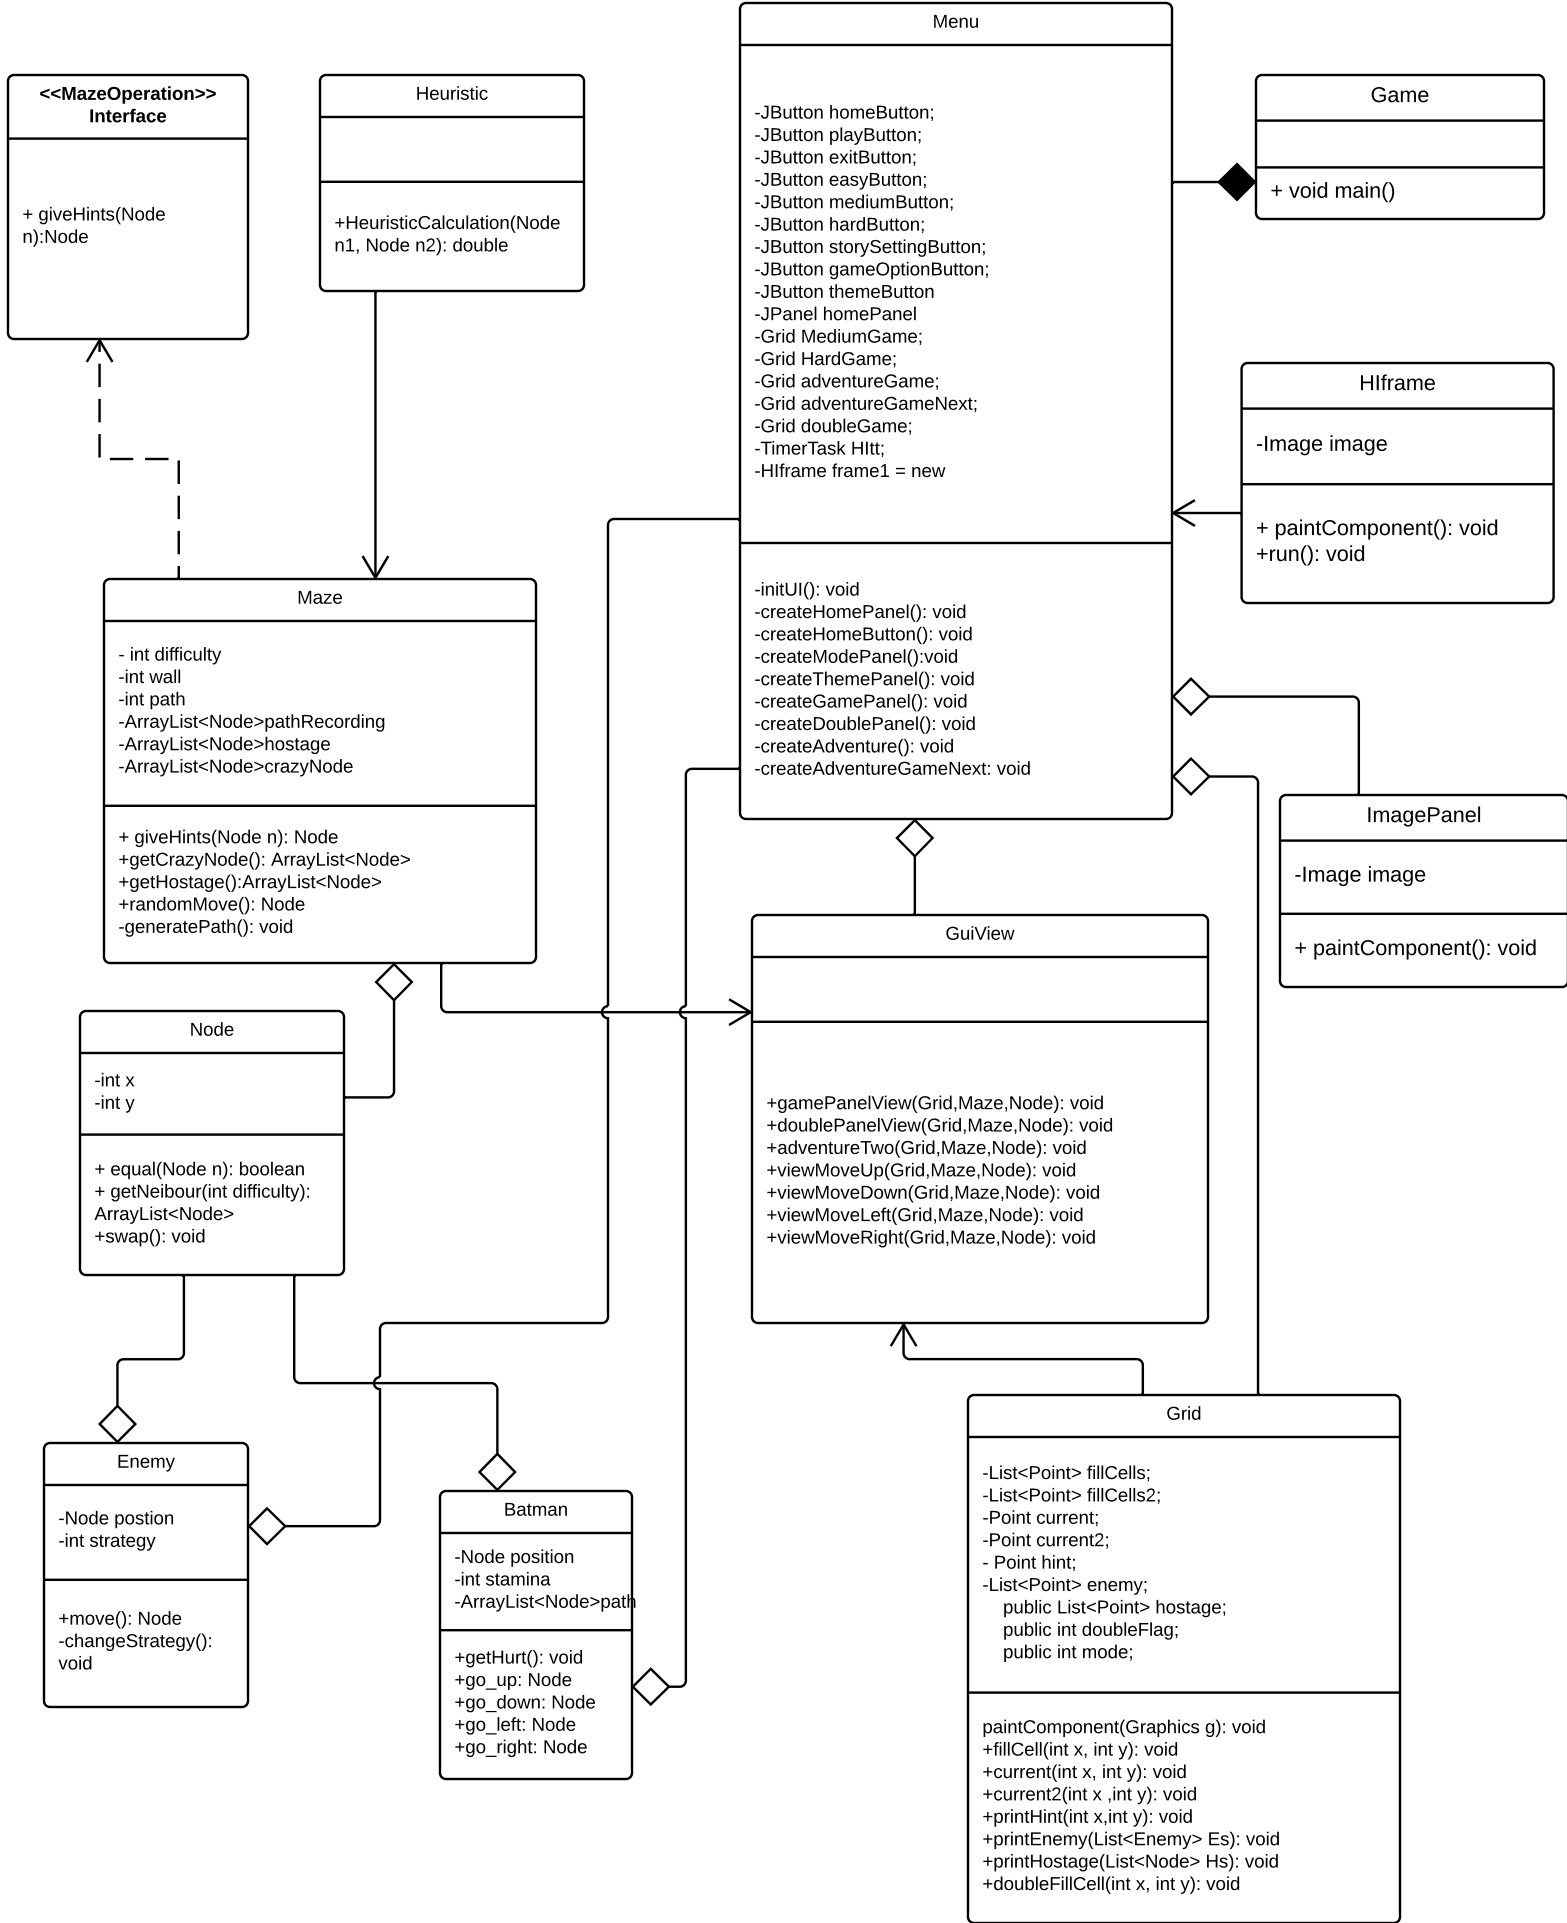 Menu
-JButton homeButton;
-JButton playButton;
-JButton exitButton;
-JButton easyButton;
-JButton mediumButton;
-JButton hardButton;
-JButton storySettingButton;
-JButton gameOptionButton;
-JButton themeButton
-JPanel homePanel
-Grid MediumGame;
-Grid HardGame;
-Grid adventureGame;
-Grid adventureGameNext;
-Grid doubleGame;
-TimerTask HItt;
-HIframe frame1 = new
-initUI(): void
-createHomePanel(): void
-createHomeButton(): void
-createModePanel():void
-createThemePanel(): void
-createGamePanel(): void
-createDoublePanel(): void
-createAdventure(): void
-createAdventureGameNext: void
<<MazeOperation>>
Interface
+ giveHints(Node
n):Node
Heuristic
+HeuristicCalculation(Node
n1, Node n2): double
Game
+ void main()
HIframe
-Image image
+ paintComponent(): void
+run(): void
Maze
- int difficulty
-int wall
-int path
-ArrayList<Node>pathRecording
-ArrayList<Node>hostage
-ArrayList<Node>crazyNode
+ giveHints(Node n): Node
+getCrazyNode(): ArrayList<Node>
+getHostage():ArrayList<Node>
+randomMove(): Node
-generatePath(): void
ImagePanel
-Image image
+ paintComponent(): void
GuiView
+gamePanelView(Grid,Maze,Node): void
+doublePanelView(Grid,Maze,Node): void
+adventureTwo(Grid,Maze,Node): void
+viewMoveUp(Grid,Maze,Node): void
+viewMoveDown(Grid,Maze,Node): void
+viewMoveLeft(Grid,Maze,Node): void
+viewMoveRight(Grid,Maze,Node): void
Node
-int x
-int y
+ equal(Node n): boolean
+ getNeibour(int difficulty):
ArrayList<Node>
+swap(): void
Enemy
-Node postion
-int strategy
+move(): Node
-changeStrategy():
void
Batman
-Node position
-int stamina
-ArrayList<Node>path
+getHurt(): void
+go_up: Node
+go_down: Node
+go_left: Node
+go_right: Node
Grid
-List<Point> fillCells;
-List<Point> fillCells2;
-Point current;
-Point current2;
- Point hint;
-List<Point> enemy;
public List<Point> hostage;
public int doubleFlag;
public int mode;
paintComponent(Graphics g): void
+fillCell(int x, int y): void
+current(int x, int y): void
+current2(int x ,int y): void
+printHint(int x,int y): void
+printEnemy(List<Enemy> Es): void
+printHostage(List<Node> Hs): void
+doubleFillCell(int x, int y): void